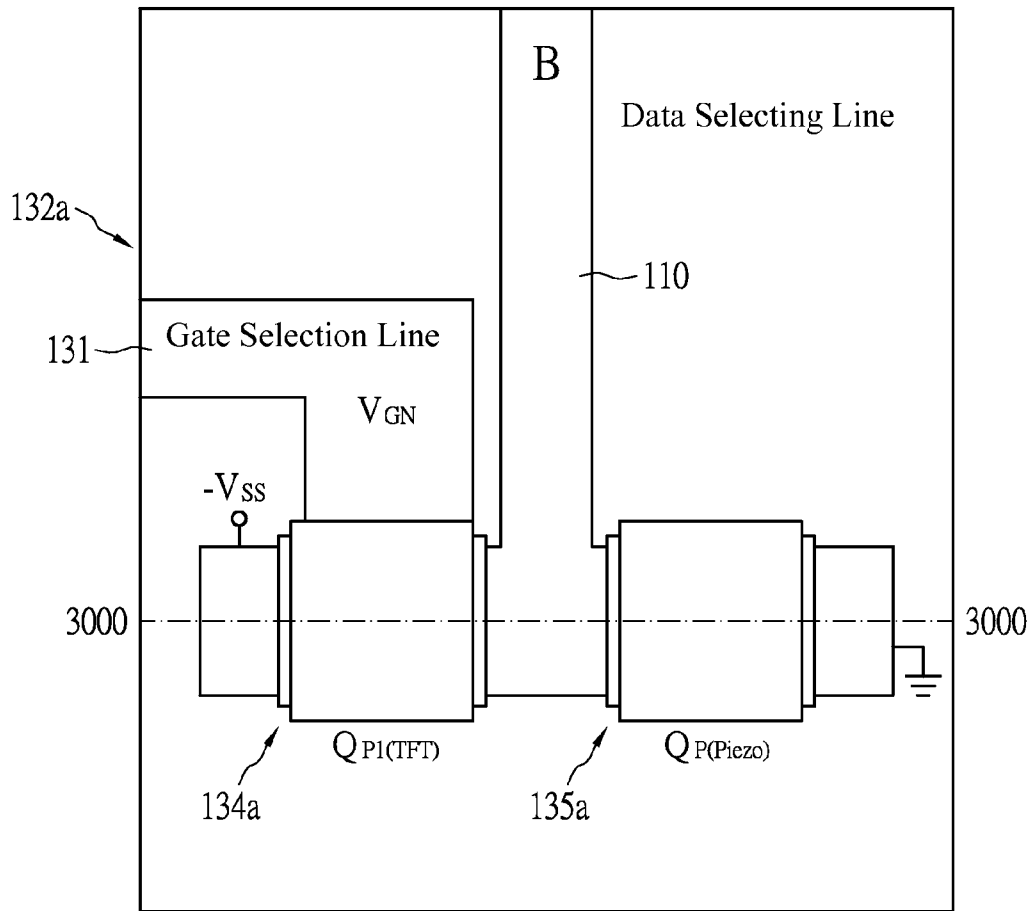 B
Data Selecting Line
132a
110
Gate Selection Line
131
VGN
-VSS
3000
3000
QP1(TFT)
QP(Piezo)
134a
135a